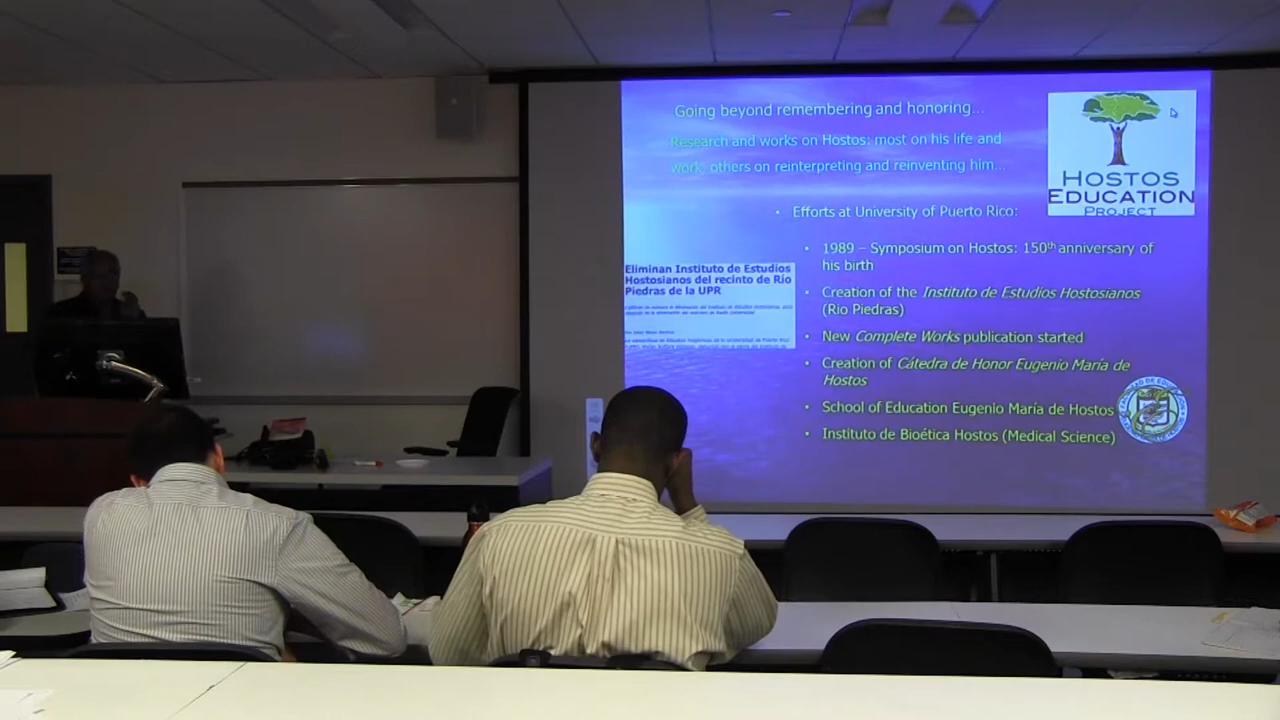 Going beyond remembering and honoring...
Research and works on Hostos: most on his life and
work; others on reinterpreting and reinventing him...
HOSTOS
EDUCATION
PROJECT
• Efforts at University of Puerto Rico:
• 1989 – Symposium on Hostos: 150th anniversary of
his birth
Eliminan Instituto de Estudios
Hostosianos del recinto de Río
Piedras de la UPR
• Creation of the Instituto de Estudios Hostosianos
(Rio Piedras)
• New Complete Works publication started
• Creation of Cátedra de Honor Eugenio María de
Hostos
• School of Education Eugenio María de Hostos
• Instituto de Bioética Hostos (Medical Science)